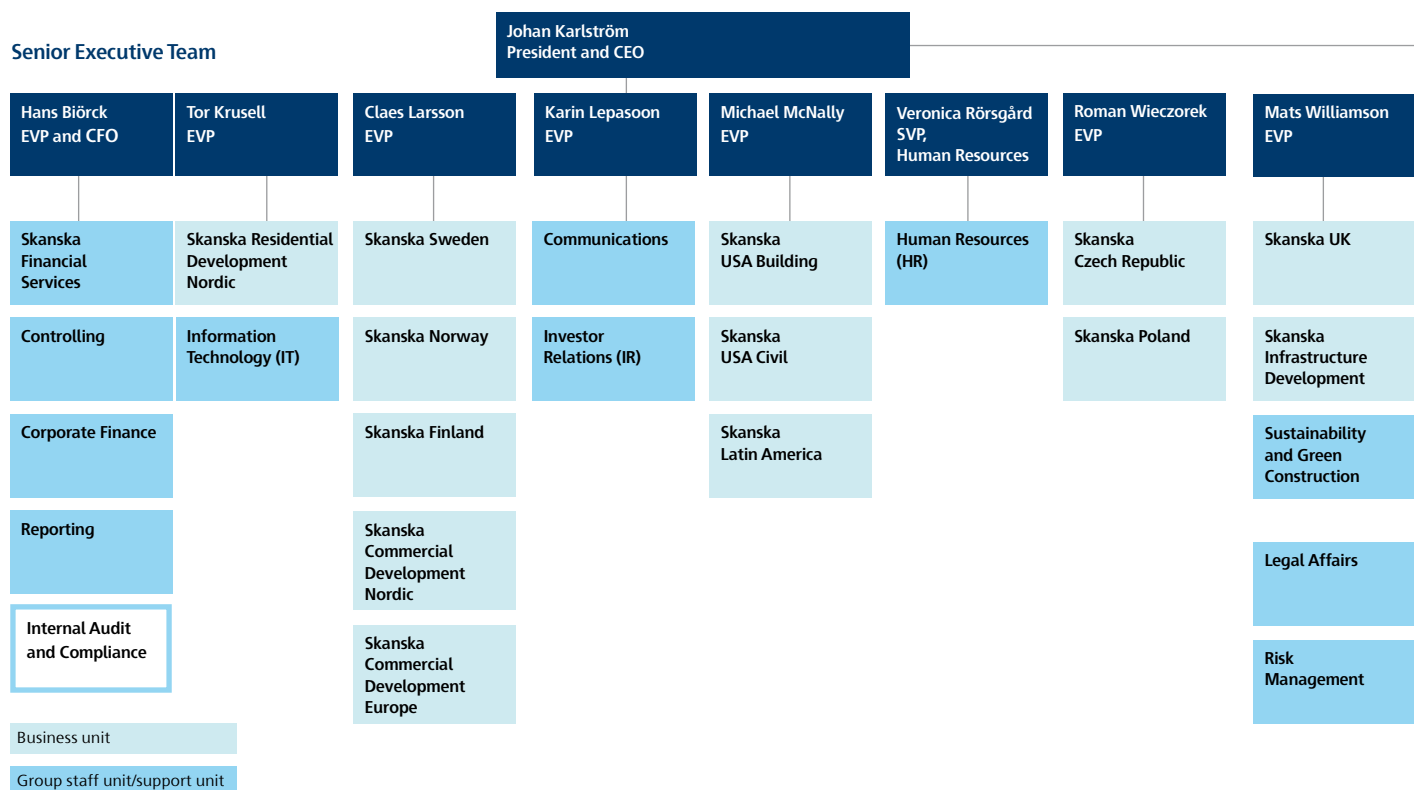 Senior Executive Team
Johan Karlström
President and CEO
Hans Biörck
EVP and CFO
Tor Krusell
EVP
Claes Larsson
EVP
Karin Lepasoon
EVP
Michael McNally
EVP
Veronica Rörsgård
SVP,
Human Resources
Roman Wieczorek
EVP
Mats Williamson
EVP
Skanska
Financial
Services
Skanska Residential
Development
Nordic
Skanska Sweden
Communications
Skanska
USA Building
Human Resources
(HR)
Skanska
Czech Republic
Skanska UK
Controlling
Information
Technology (IT)
Skanska Norway
Investor
Relations (IR)
Skanska
USA Civil
Skanska Poland
Skanska
Infrastructure
Development
Corporate Finance
Skanska Finland
Skanska
Latin America
Sustainability
and Green
Construction
Reporting
Skanska
Commercial
Development
Nordic
Legal Affairs
Internal Audit
and Compliance
Skanska
Commercial
Development
Europe
Risk
Management
Business unit
Group staff unit/support unit